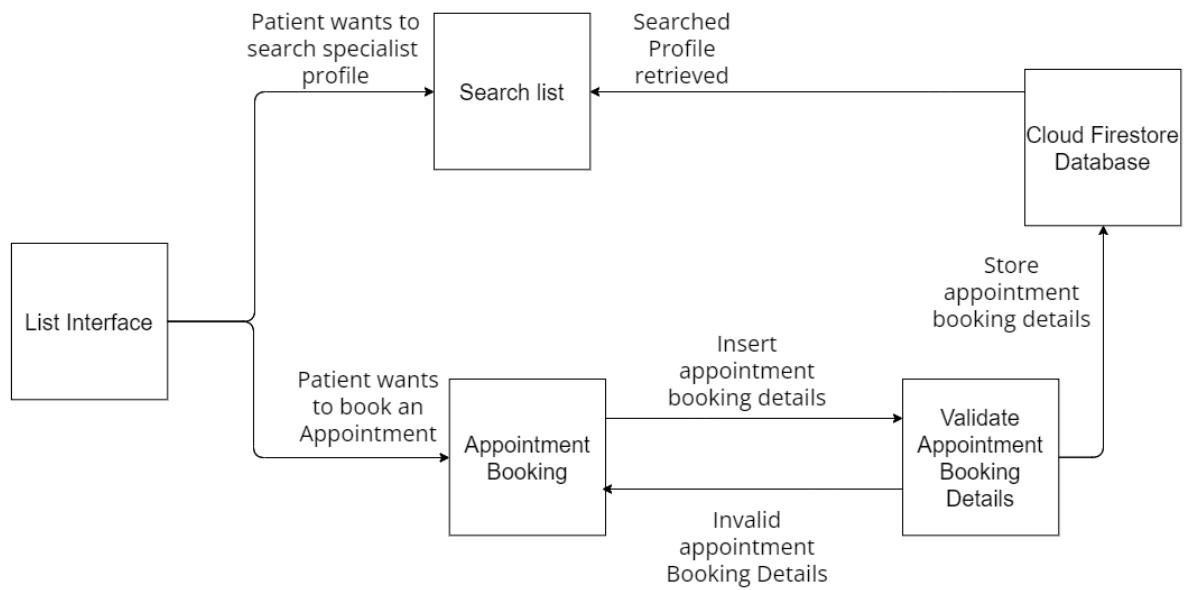 Patient wants to
search specialist
profile
Search list
Searched
Profile
retrieved
Cloud Firestore
Database
List Interface
Store
appointment
booking details
Patient wants
to book an
Appointment
Appointment
Booking
Insert
appointment
booking details
Validate
Appointment
Booking
Details
Invalid
appointment
Booking Details